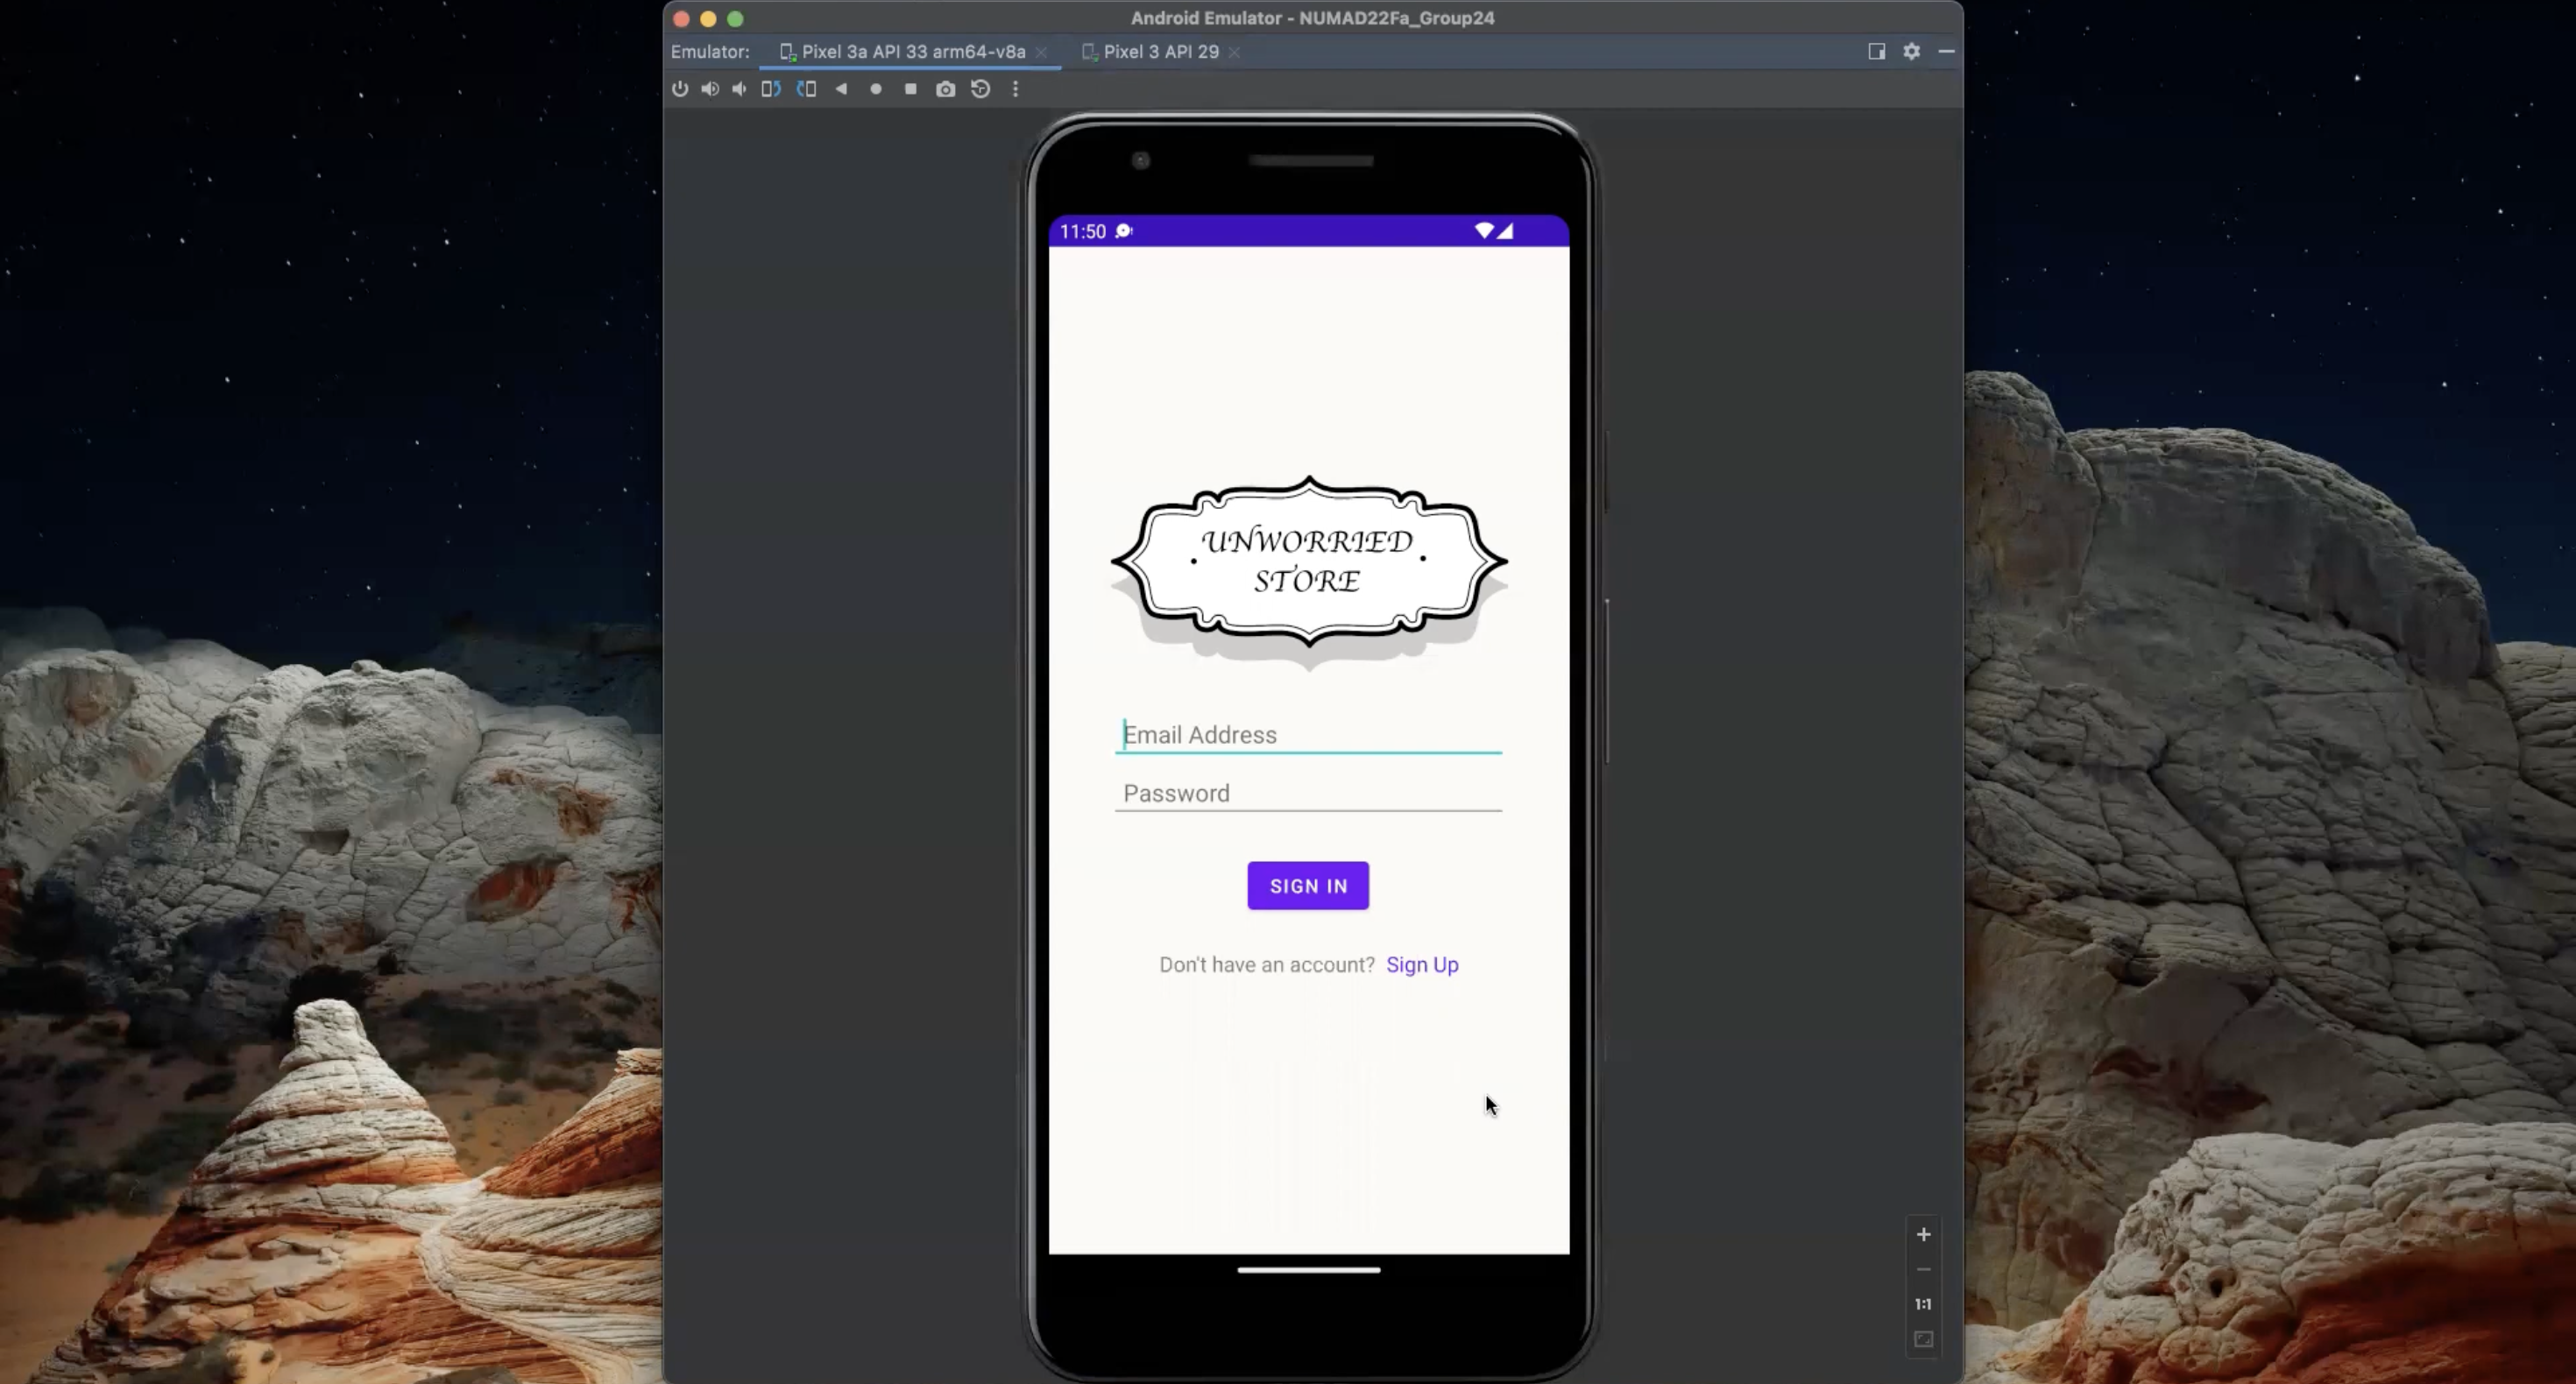 Android Emulator - NUMAD22Fa_Group24
Emulator: Pixel 3a API 33 arm64-v8a Pixel 3 API 29
11:50
UNWORRIED
STORE
Email Address
Password
SIGN IN
Don't have an account? Sign Up
1:1